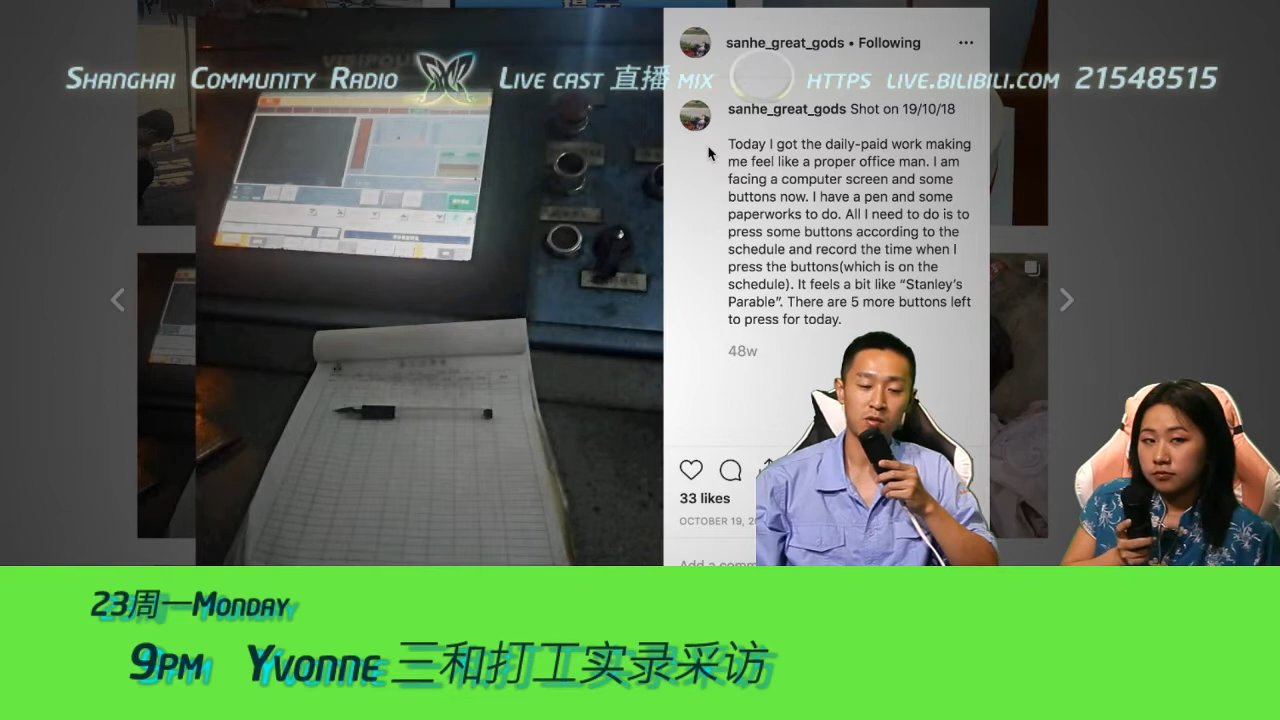 Shanghai Community Radio Live cast 直播 mix https live.bilibili.com 21548515
sanhe_great_gods • Following
sanhe_great_gods Shot on 19/10/18
Today I got the daily-paid work making
me feel like a proper office man. I am
facing a computer screen and some
buttons now. I have a pen and some
paperworks to do. All I need to do is to
press some buttons according to the
schedule and record the time when I
press the buttons(which is on the
schedule). It feels a bit like “Stanley’s
Parable”. There are 5 more buttons left
to press for today.
48w
33 likes
OCTOBER 19, 2
Add a comm
23周一Monday
9pm Yvonne 三和打工实录采访